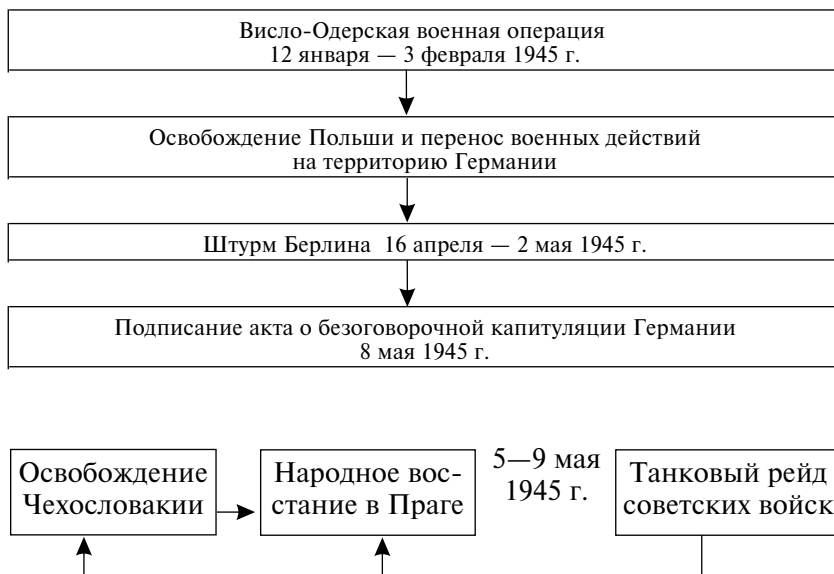 Висло-Одерская военная операция
12 января — 3 февраля 1945 г.
Освобождение Польши и перенос военных действий
на территорию Германии
Штурм Берлина 16 апреля — 2 мая 1945 г.
Подписание акта о безоговорочной капитуляции Германии
8 мая 1945 г.
Освобождение
Чехословакии
Народное вос-
стание в Праге
5—9 мая
1945 г.
Танковый рейд
советских войск